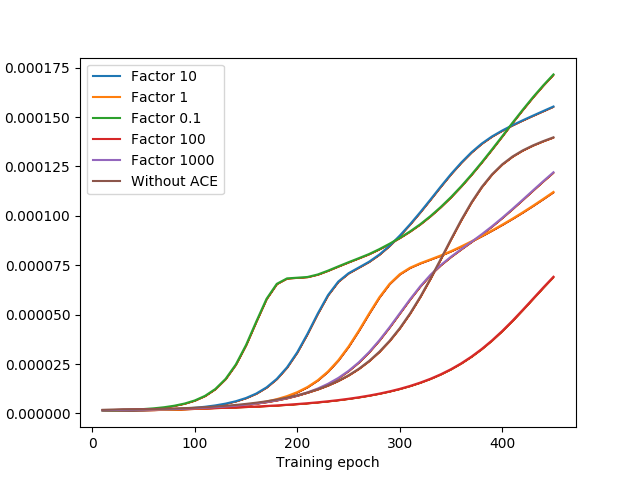 0.000175
0.000150
0.000125
0.000100
0.000075
0.000050
0.000025
0.000000
Factor 10
Factor 1
Factor 0.1
Factor 100
Factor 1000
Without ACE
0 100 200 300 400
Training epoch